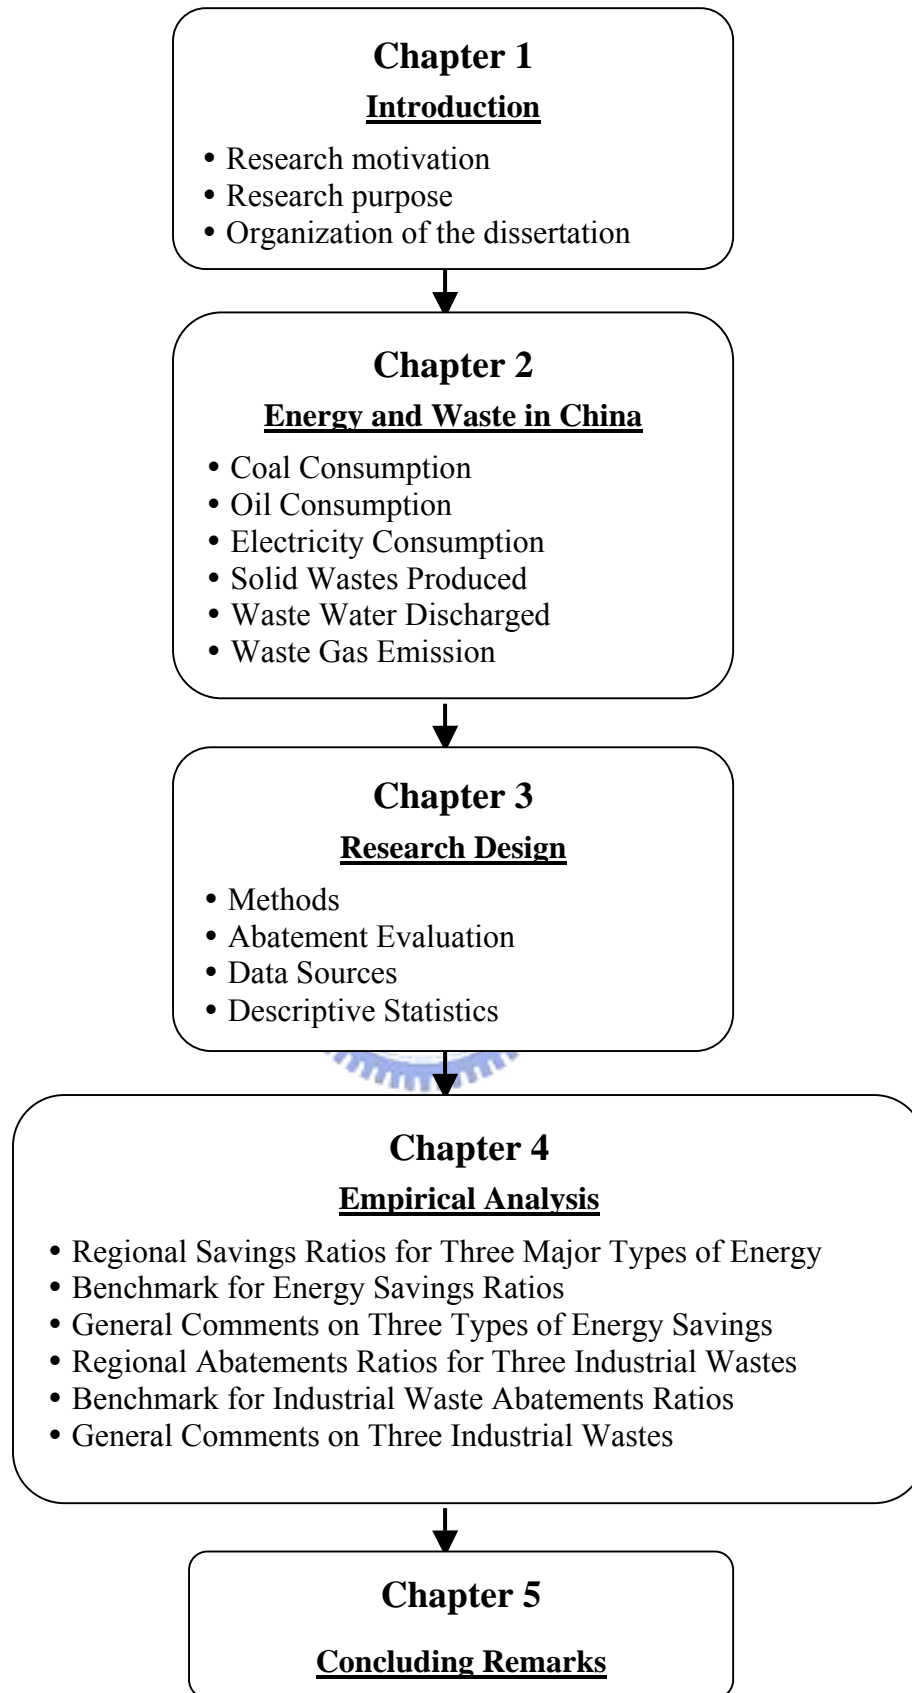 Chapter 1
Introduction
• Research motivation
• Research purpose
• Organization of the dissertation
Chapter 2
Energy and Waste in China
• Coal Consumption
• Oil Consumption
• Electricity Consumption
• Solid Wastes Produced
• Waste Water Discharged
• Waste Gas Emission
Chapter 3
Research Design
• Methods
• Abatement Evaluation
• Data Sources
• Descriptive Statistics
Chapter 4
Empirical Analysis
• Regional Savings Ratios for Three Major Types of Energy
• Benchmark for Energy Savings Ratios
• General Comments on Three Types of Energy Savings
• Regional Abatements Ratios for Three Industrial Wastes
• Benchmark for Industrial Waste Abatements Ratios
• General Comments on Three Industrial Wastes
Chapter 5
Concluding Remarks